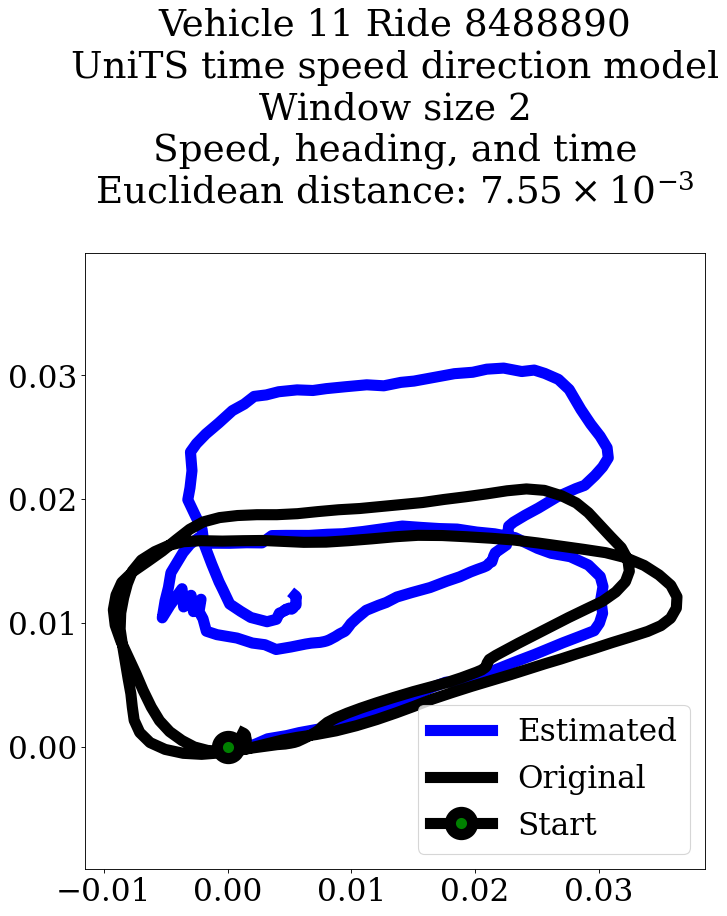 Vehicle 11 Ride 8488890
UniTS time speed direction model
Window size 2
Speed, heading, and time
Euclidean distance: 7.55 × 10⁻³
0.03
0.02
0.01
0.00
Estimated
Original
Start
−0.01 0.00 0.01 0.02 0.03